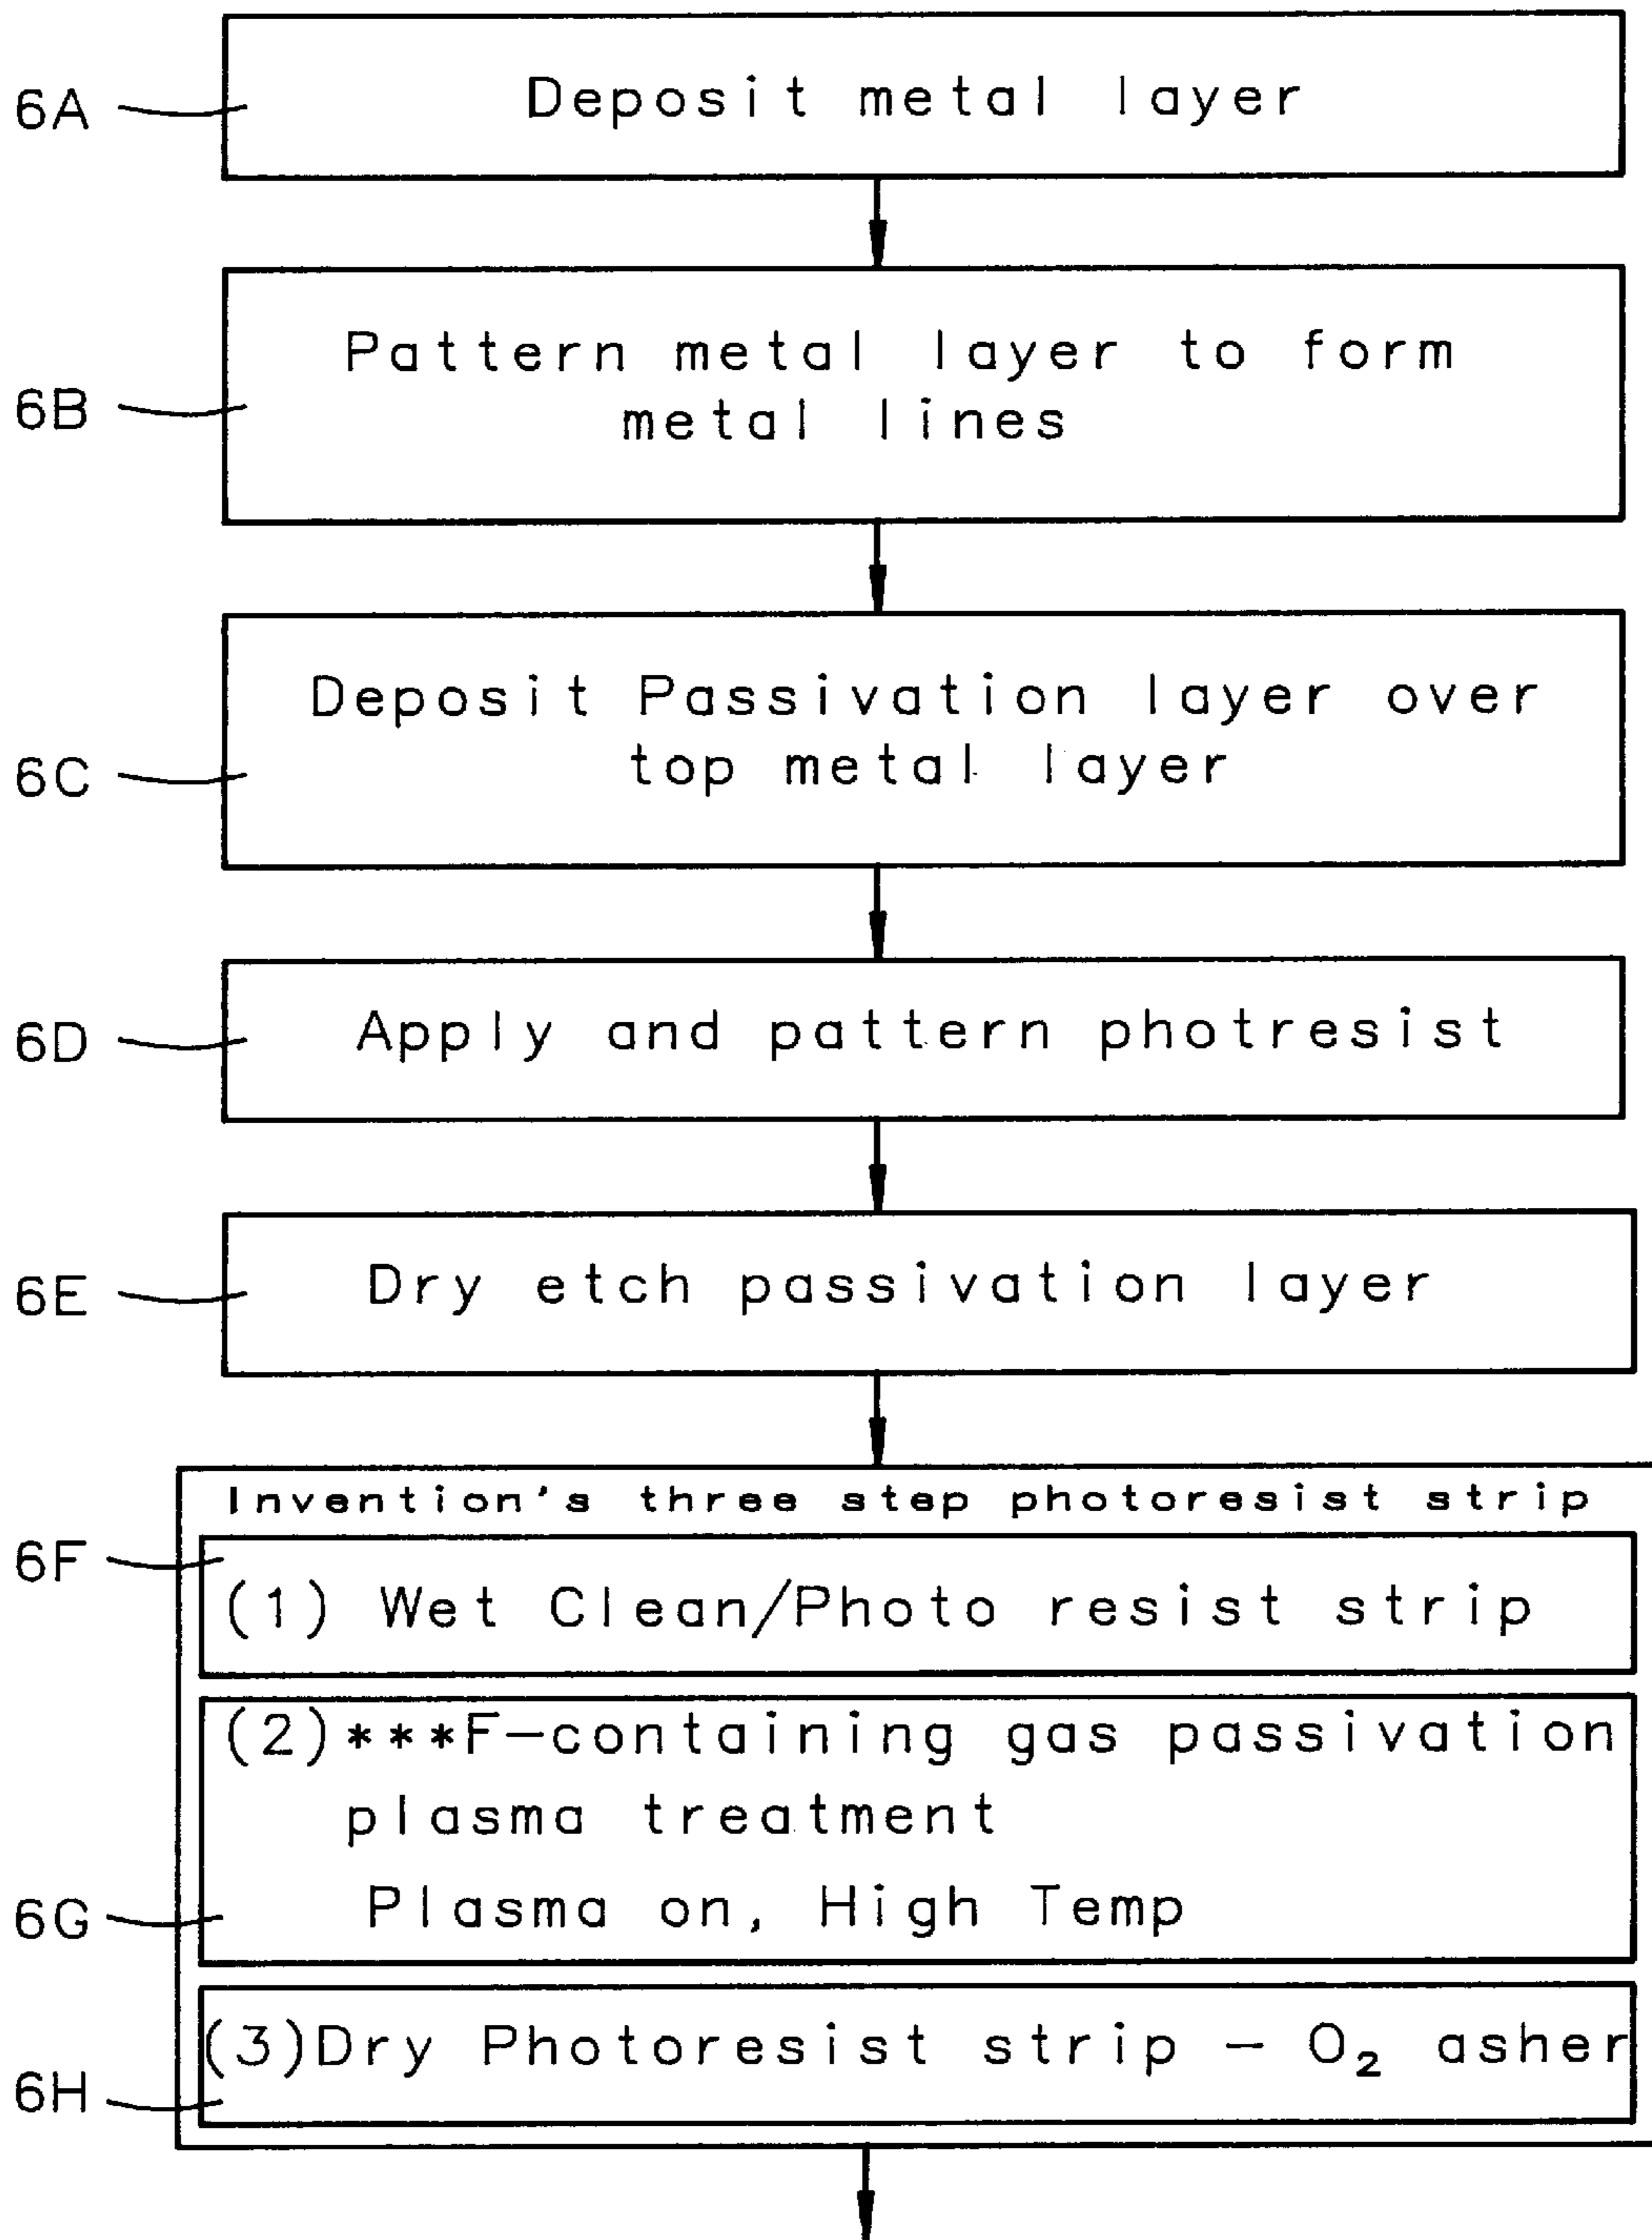 6A
Deposit metal layer
6B
Pattern metal layer to form
metal lines
6C
Deposit Passivation layer over
top metal layer
6D
Apply and pattern photresist
6E
Dry etch passivation layer
Invention's three step photoresist strip
6F
(1) Wet Clean/Photo resist strip
(2)***F-containing gas passivation
plasma treatment
6G
Plasma on, High Temp
(3)Dry Photoresist strip - O₂ asher
6H